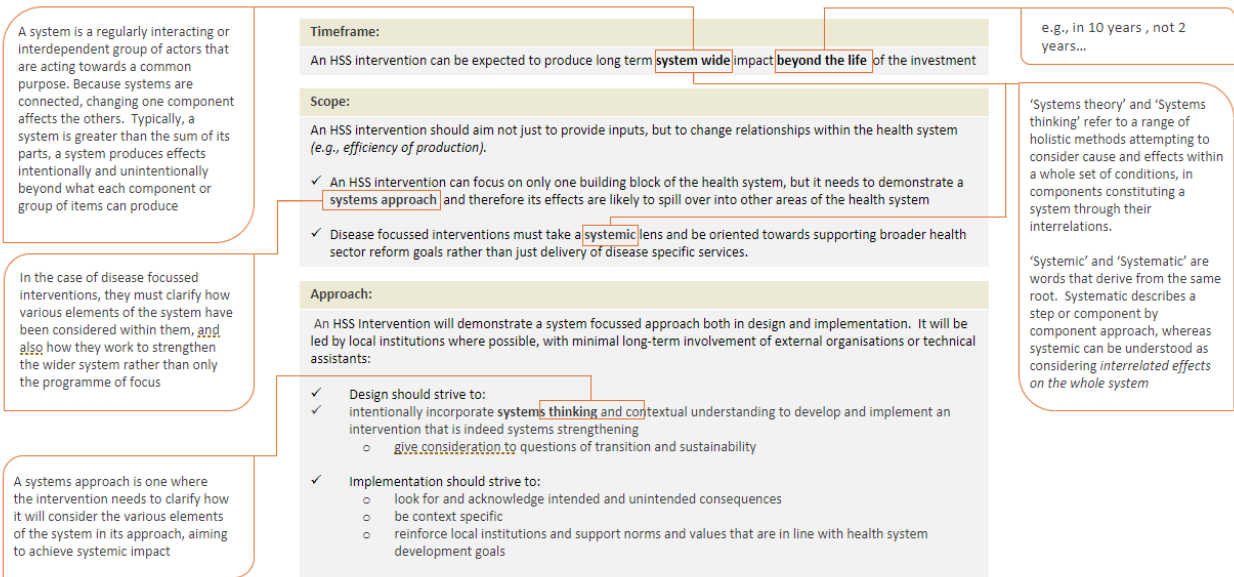 A system is a regularly interacting or
interdependent group of actors that
are acting towards a common
purpose. Because systems are
connected, changing one component
affects the others.  Typically, a
system is greater than the sum of its
parts, a system produces effects
intentionally and unintentionally
beyond what each component or
group of items can produce
In the case of disease focussed
interventions, they must clarify how
various elements of the system have
been considered within them, and
also how they work to strengthen
the wider system rather than only
the programme of focus
A systems approach is one where
the intervention needs to clarify how
it will consider the various elements
of the system in its approach, aiming
to achieve systemic impact
Timeframe:
An HSS intervention can be expected to produce long term system wide impact beyond the life of the investment
Scope:
An HSS intervention should aim not just to provide inputs, but to change relationships within the health system
(e.g., efficiency of production).
✓ An HSS intervention can focus on only one building block of the health system, but it needs to demonstrate a
systems approach and therefore its effects are likely to spill over into other areas of the health system
✓ Disease focussed interventions must take a systemic lens and be oriented towards supporting broader health
sector reform goals rather than just delivery of disease specific services.
Approach:
An HSS Intervention will demonstrate a system focussed approach both in design and implementation.  It will be
led by local institutions where possible, with minimal long-term involvement of external organisations or technical
assistants:
✓ Design should strive to:
✓ intentionally incorporate systems thinking and contextual understanding to develop and implement an
intervention that is indeed systems strengthening
o give consideration to questions of transition and sustainability
✓ Implementation should strive to:
o look for and acknowledge intended and unintended consequences
o be context specific
o reinforce local institutions and support norms and values that are in line with health system
development goals
e.g., in 10 years , not 2
years…
‘Systems theory’ and ‘Systems
thinking’ refer to a range of
holistic methods attempting to
consider cause and effects within
a whole set of conditions, in
components constituting a
system through their
interrelations.
‘Systemic’ and ‘Systematic’ are
words that derive from the same
root.  Systematic describes a
step or component by
component approach, whereas
systemic can be understood as
considering interrelated effects
on the whole system